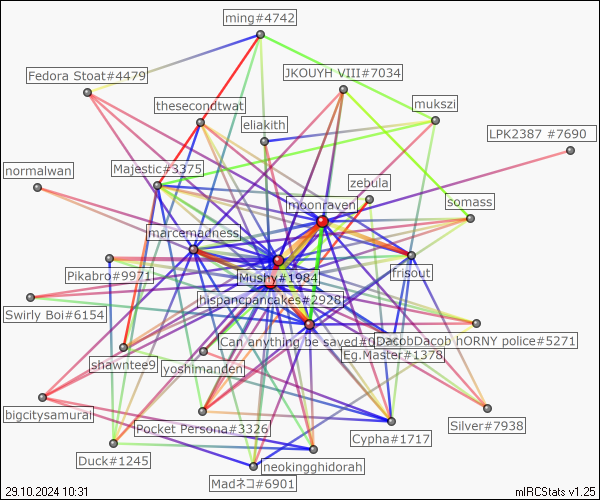 ming#4742
Fedora Stoat#4479
JKOUYH VIII#7034
thesecondtwat
mukszi
eliakith
LPK2387 #7690
Majestic#3375
normalwan
zebula
moonraven
somass
marcemadness
Pikabro#9971
Mushy#1984
frisout
hispancpancakes#2928
Swirly Boi#6154
Can anything be saved#6
DacobDacob hORNY police#5271
Eg.Master#1378
shawntee9
yoshimanden
bigcitysamurai
Pocket Persona#3326
Cypha#1717
Silver#7938
Duck#1245
neokingghidorah
Madネコ#6901
29.10.2024 10:31
mIRCStats v1.25